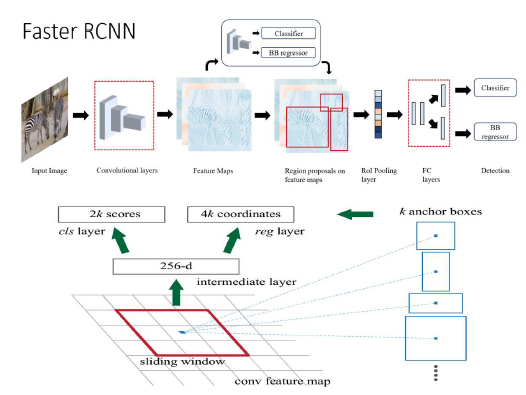 Faster RCNN
Classifier
BB regressor
Classifier
BB
regressor
Input Image
Convolutional layers
Feature Maps
Region proposals on
feature maps
RoI Pooling
layer
FC
layers
Detection
2k scores
4k coordinates
k anchor boxes
cls layer
reg layer
256-d
intermediate layer
sliding window
conv feature map